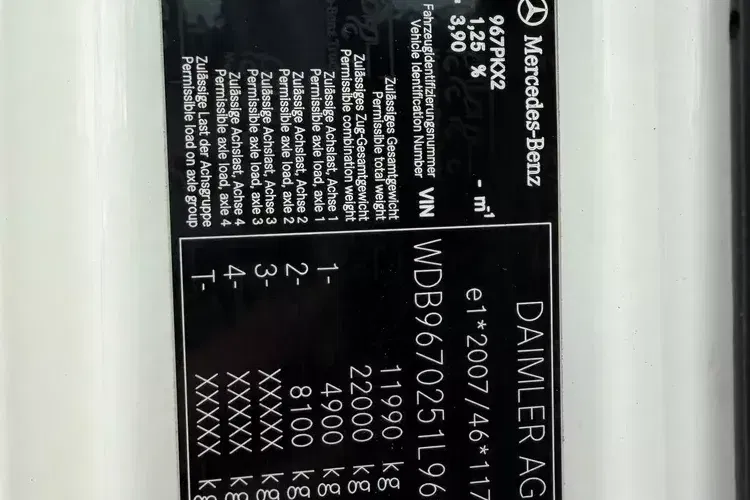 Mercedes-Benz
DAIMLER AG
967PKX2
1,25 % - m⁻¹
3,90
e1*2007/46*117
Fahrzeugidentifizierungsnummer
Vehicle Identification Number VIN WDB9670251L96
Zulässiges Gesamtgewicht
Permissible total weight 11990 kg
Zulässiges Zug-Gesamtgewicht
Permissible combination weight 22000 kg
Zulässige Achslast, Achse 1
Permissible axle load, axle 1 1- 4900 kg
Zulässige Achslast, Achse 2
Permissible axle load, axle 2 2- 8100 kg
Zulässige Achslast, Achse 3
Permissible axle load, axle 3 3- XXXXX kg
Zulässige Achslast, Achse 4
Permissible axle load, axle 4 4- XXXXX kg
Zulässige Last der Achsgruppe
Permissible load on axle group T- XXXXX kg